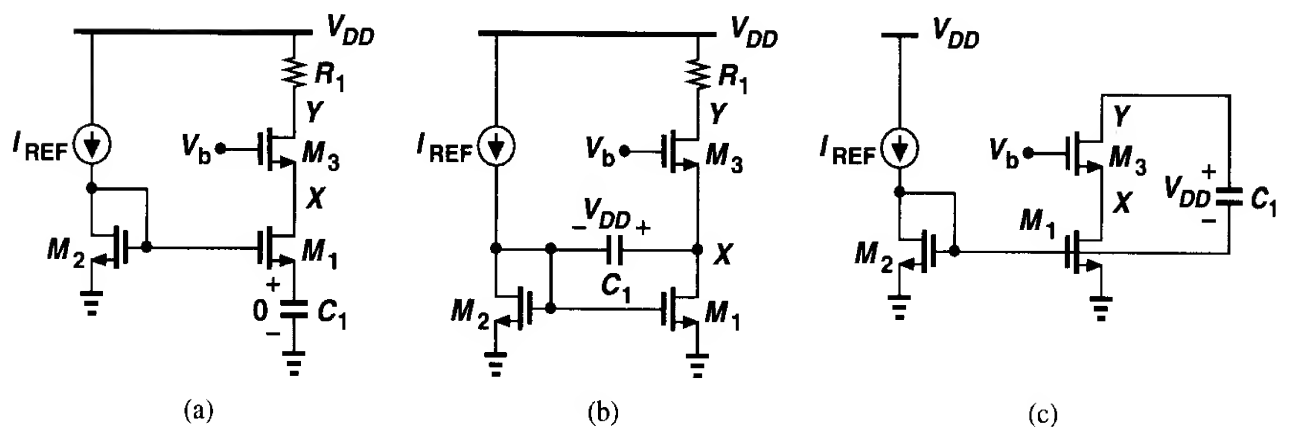 V_DD
R_1
Y
I_REF
V_b
M_3
X
M_2
M_1
+
0
C_1
−
(a)
V_DD
R_1
Y
I_REF
V_b
M_3
− V_DD +
X
C_1
M_2
M_1
(b)
V_DD
Y
I_REF
V_b
M_3
+
V_DD
C_1
−
X
M_1
M_2
(c)